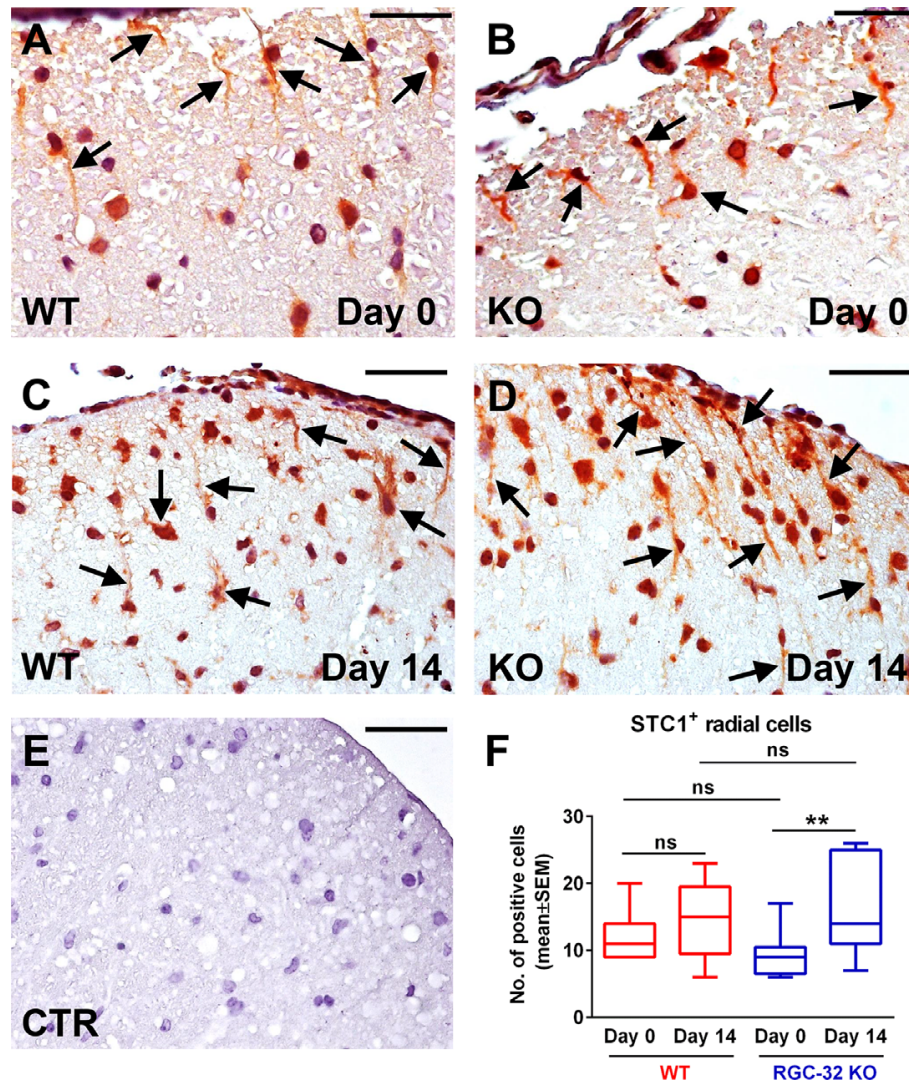 A
WT
Day 0
B
KO
Day 0
C
WT
Day 14
D
KO
Day 14
E
CTR
F
STC1+ radial cells
ns
ns
ns
**
No. of positive cells
(mean±SEM)
30
20
10
0
Day 0 Day 14 Day 0 Day 14
WT RGC-32 KO